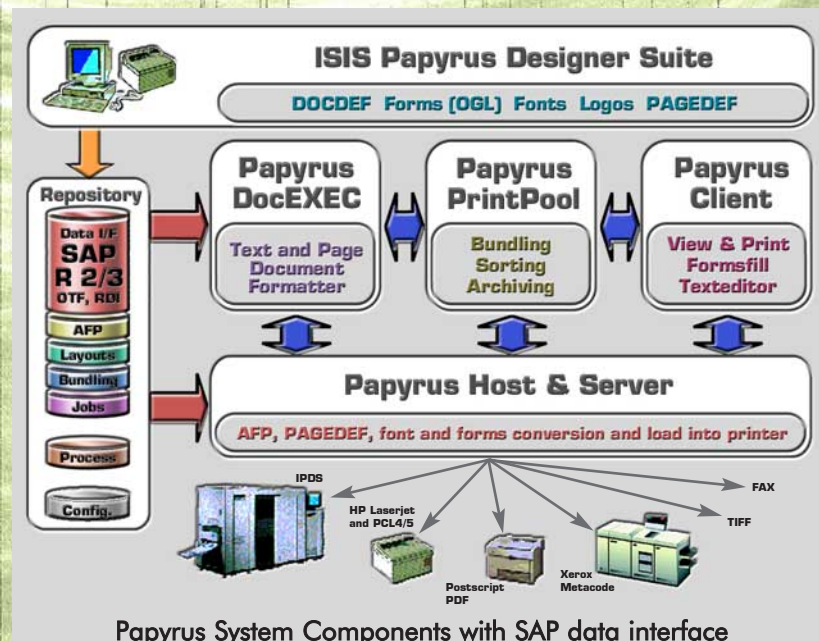 ISIS Papyrus Designer Suite
DOCDEF Forms (OGL) Fonts Logos PAGEDEF
Repository
Data I/F
SAP
R 2/3
OTF, RDI
AFP
Layouts
Bundling
Jobs
Process
Config.
Papyrus
DocEXEC
Text and Page
Document
Formatter
Papyrus
PrintPool
Bundling
Sorting
Archiving
Papyrus
Client
View & Print
Formsfill
Texteditor
Papyrus Host & Server
AFP, PAGEDEF, font and forms conversion and load into printer
IPDS
HP Laserjet
and PCL4/5
Postscript
PDF
Xerox
Metacode
FAX
TIFF
Papyrus System Components with SAP data interface